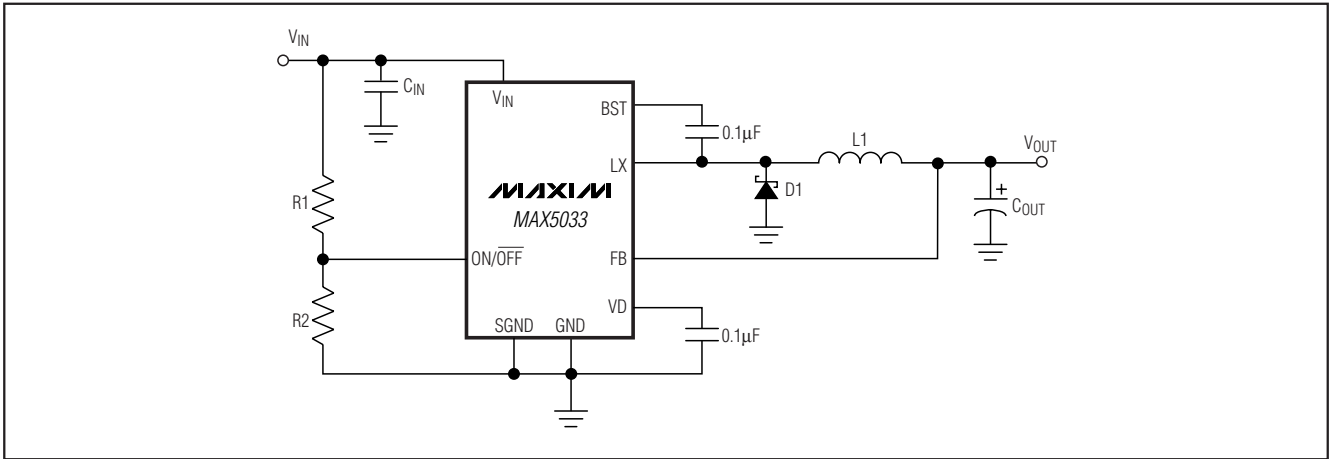 V_IN
C_IN
V_IN
BST
0.1μF
L1
V_OUT
LX
R1
MAXIM
D1
C_OUT
+
MAX5033
ON/O̅F̅F̅
FB
R2
VD
SGND GND
0.1μF